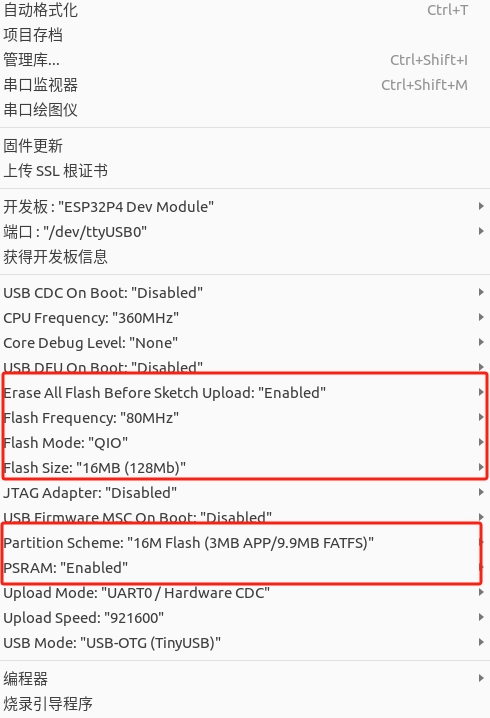 自动格式化 Ctrl+T
项目存档
管理库... Ctrl+Shift+I
串口监视器 Ctrl+Shift+M
串口绘图仪
固件更新
上传 SSL 根证书
开发板 : "ESP32P4 Dev Module"
端口 : "/dev/ttyUSB0"
获得开发板信息
USB CDC On Boot: "Disabled"
CPU Frequency: "360MHz"
Core Debug Level: "None"
USB DFU On Boot: "Disabled"
Erase All Flash Before Sketch Upload: "Enabled"
Flash Frequency: "80MHz"
Flash Mode: "QIO"
Flash Size: "16MB (128Mb)"
JTAG Adapter: "Disabled"
USB Firmware MSC On Boot: "Disabled"
Partition Scheme: "16M Flash (3MB APP/9.9MB FATFS)"
PSRAM: "Enabled"
Upload Mode: "UART0 / Hardware CDC"
Upload Speed: "921600"
USB Mode: "USB-OTG (TinyUSB)"
编程器
烧录引导程序